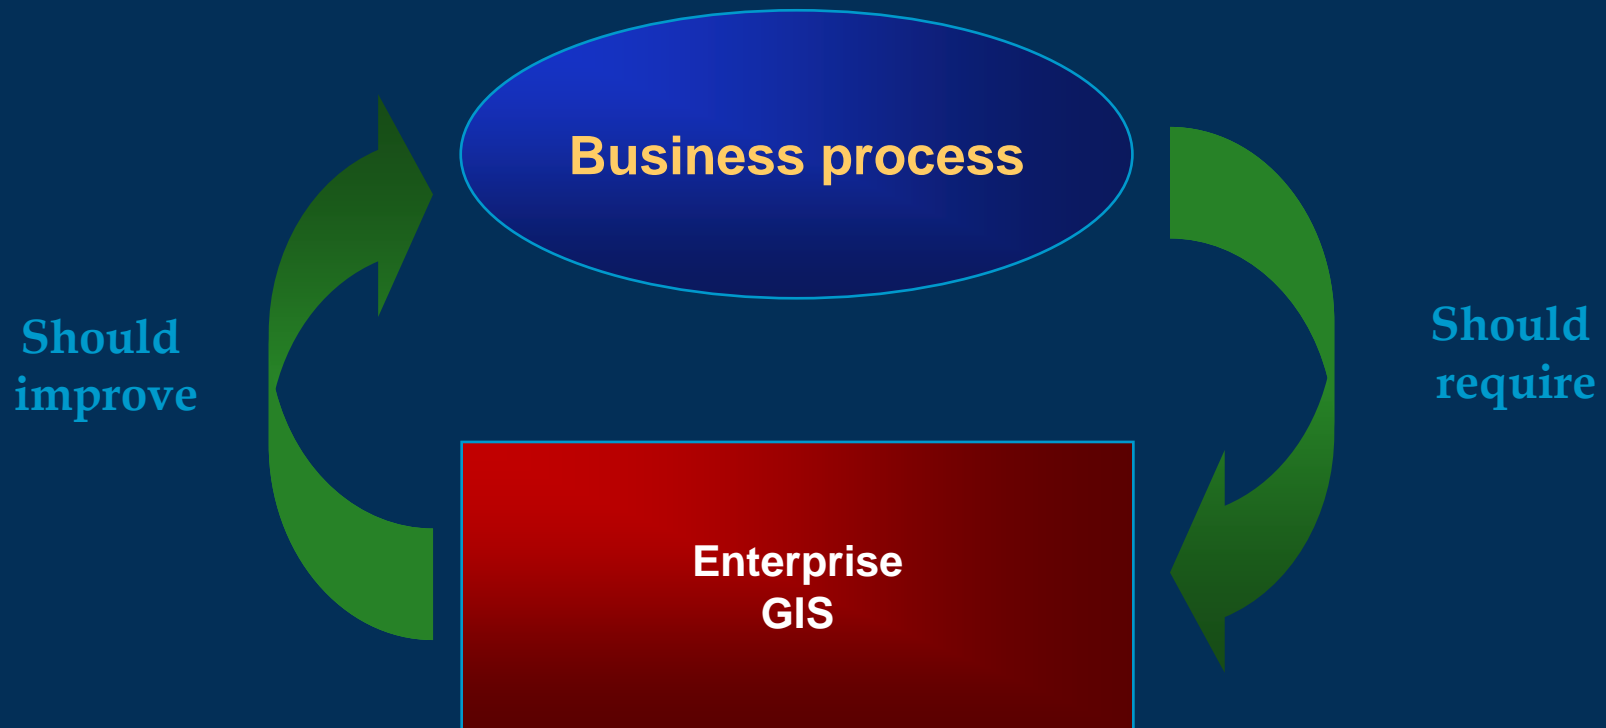 Business process
Should
improve
Should
require
Enterprise
GIS